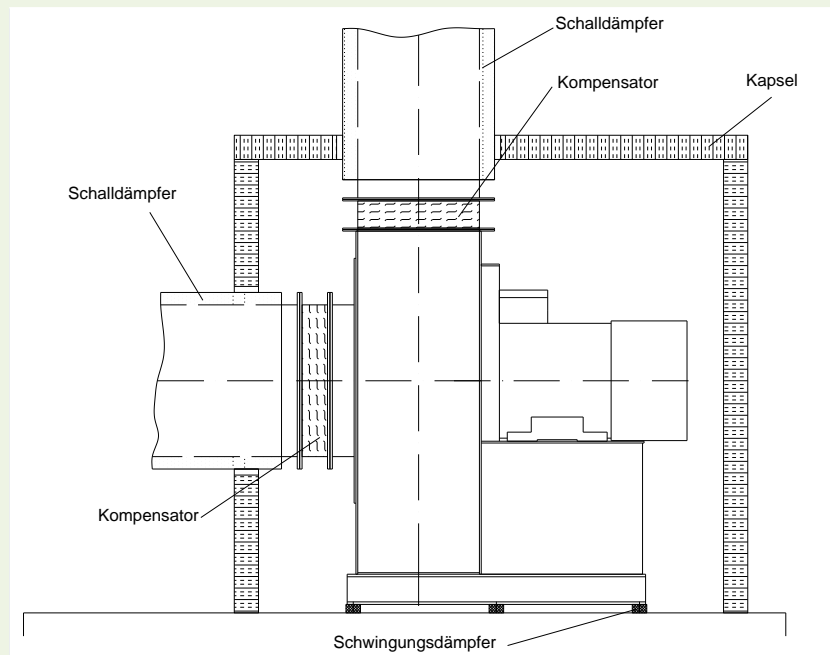 Schalldämpfer
Kompensator
Kapsel
Schalldämpfer
Kompensator
Schwingungsdämpfer